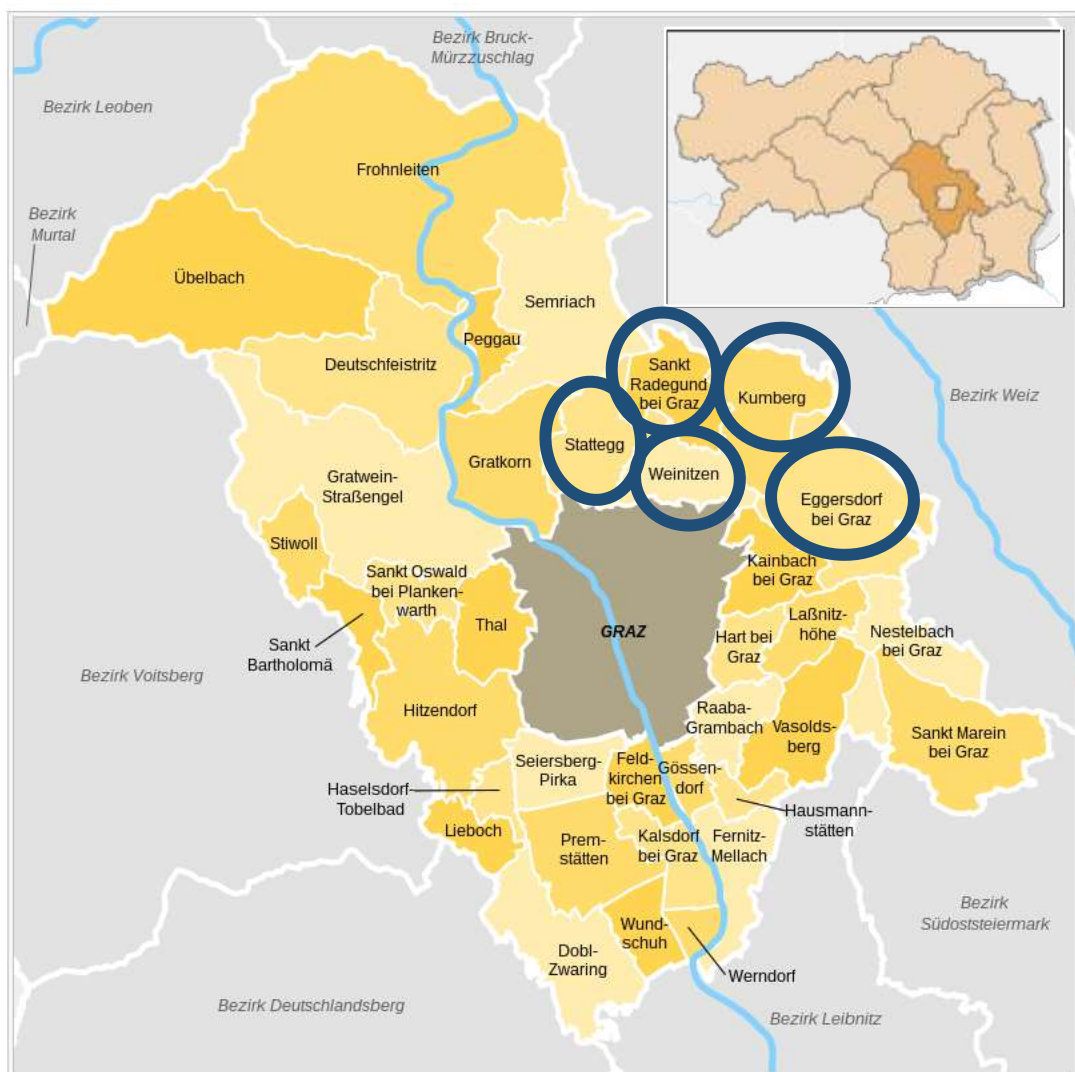 Bezirk Bruck-
Mürzzuschlag
Bezirk Leoben
Frohnleiten
Bezirk
Murtal
Übelbach
Semriach
Peggau
Deutschfeistritz
Sankt
Radegund
bei Graz
Kumberg
Bezirk Weiz
Stattegg
Gratkorn
Weinitzen
Gratwein-
Straßengel
Eggersdorf
bei Graz
Stiwoll
Kainbach
bei Graz
Sankt Oswald
bei Planken-
warth
Thal
GRAZ
Laßnitz-
höhe
Hart bei
Graz
Nestelbach
bei Graz
Sankt
Bartholomä
Bezirk Voitsberg
Hitzendorf
Raaba-
Grambach
Vasolds-
berg
Sankt Marein
bei Graz
Seiersberg-
Pirka
Feld-
kirchen
bei Graz
Gössen-
dorf
Haselsdorf-
Tobelbad
Hausmann-
stätten
Lieboch
Prem-
stätten
Kalsdorf
bei Graz
Fernitz-
Mellach
Bezirk
Südoststeiermark
Wund-
schuh
Dobl-
Zwaring
Werndorf
Bezirk Deutschlandsberg
Bezirk Leibnitz